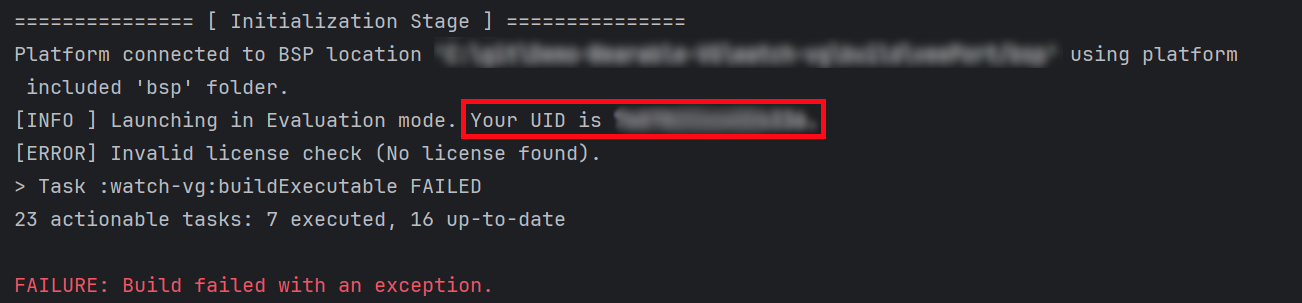 =============== [ Initialization Stage ] ===============
Platform connected to BSP location using platform
included 'bsp' folder.
[INFO ] Launching in Evaluation mode. Your UID is
[ERROR] Invalid license check (No license found).
> Task :watch-vg:buildExecutable FAILED
23 actionable tasks: 7 executed, 16 up-to-date
FAILURE: Build failed with an exception.